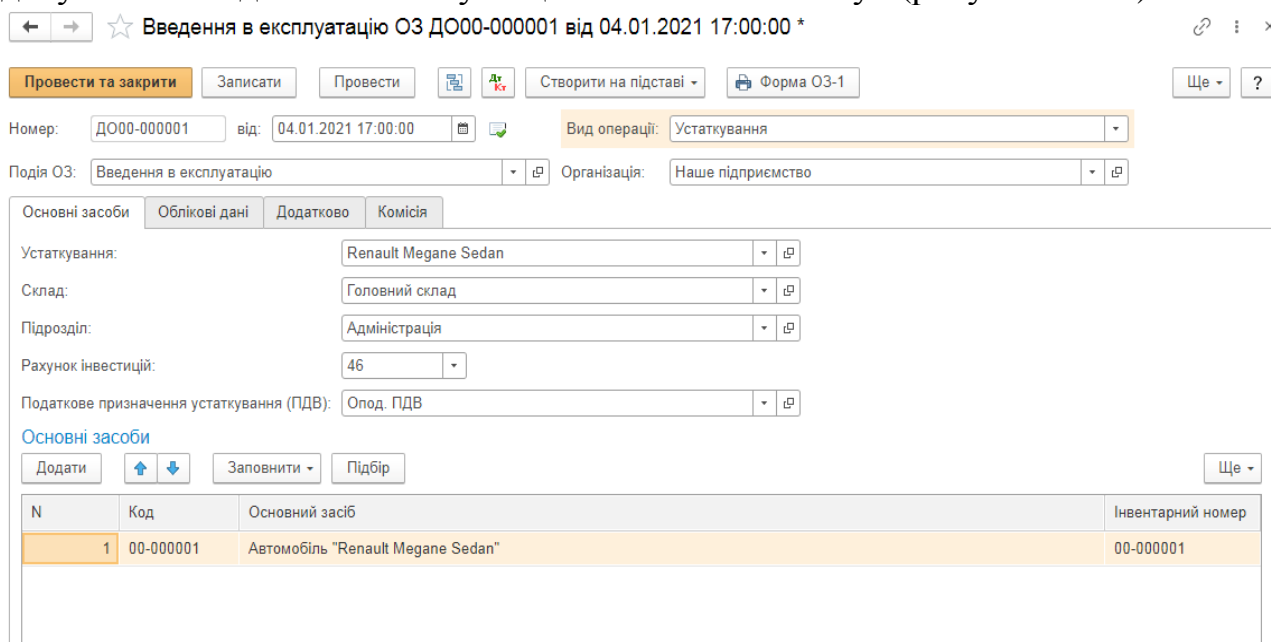 Введення в експлуатацію ОЗ ДО00-000001 від 04.01.2021 17:00:00 *
Провести та закрити Записати Провести Дт Кт Створити на підставі Форма ОЗ-1 Ще ?
Номер: ДО00-000001 від: 04.01.2021 17:00:00 Вид операції: Устаткування
Подія ОЗ: Введення в експлуатацію Організація: Наше підприємство
Основні засоби Облікові дані Додатково Комісія
Устаткування: Renault Megane Sedan
Склад: Головний склад
Підрозділ: Адміністрація
Рахунок інвестицій: 46
Податкове призначення устаткування (ПДВ): Опод. ПДВ
Основні засоби
Додати Заповнити Підбір Ще
N Код Основний засіб Інвентарний номер
1 00-000001 Автомобіль "Renault Megane Sedan" 00-000001